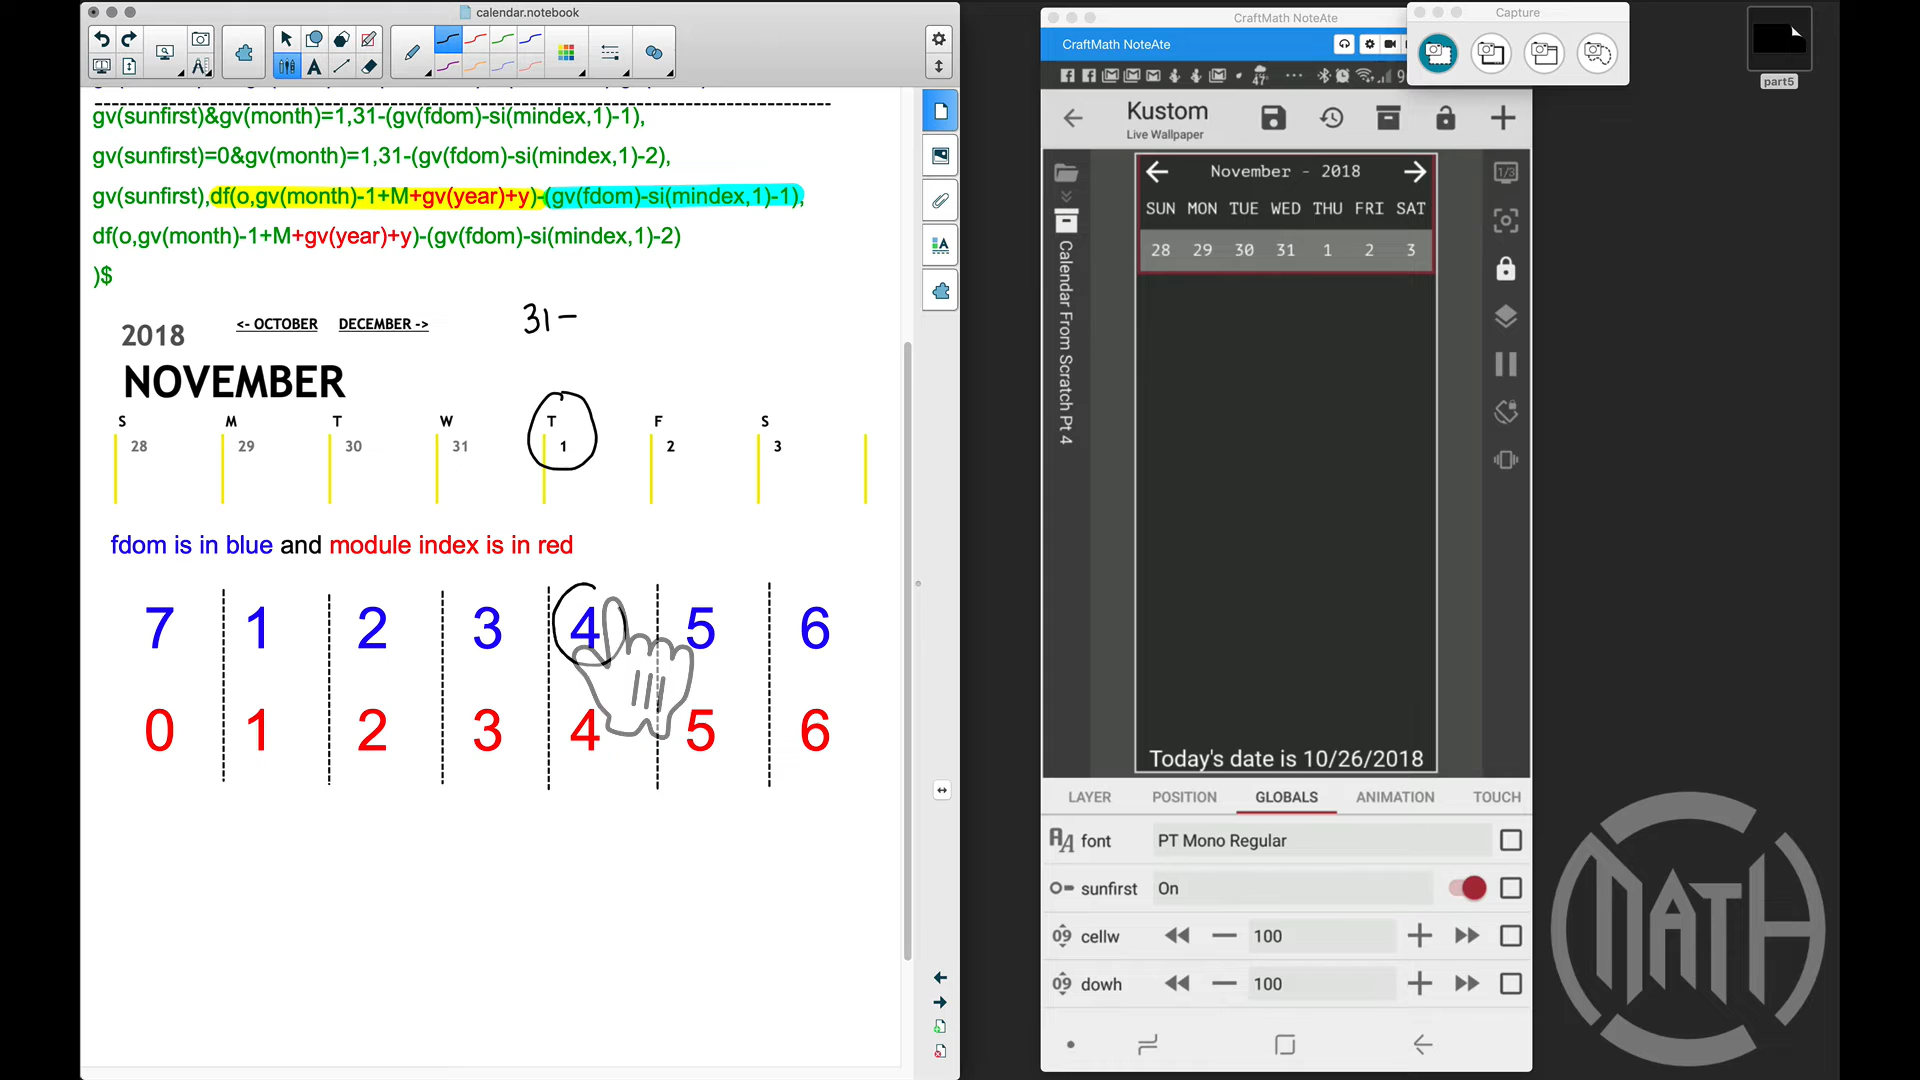 calendar.notebook
gv(sunfirst)&gv(month)=1,31-(gv(fdom)-si(mindex,1)-1),
gv(sunfirst)=0&gv(month)=1,31-(gv(fdom)-si(mindex,1)-2),
gv(sunfirst),df(o,gv(month)-1+M+gv(year)+y)-(gv(fdom)-si(mindex,1)-1),
df(o,gv(month)-1+M+gv(year)+y)-(gv(fdom)-si(mindex,1)-2)
)$
2018
<- OCTOBER DECEMBER ->
31-
NOVEMBER
S M T W T F S
28 29 30 31 1 2 3
fdom is in blue and module index is in red
7 1 2 3 4 5 6
0 1 2 3 4 5 6
CraftMath NoteAte
CraftMath NoteAte
Capture
part5
Kustom
Live Wallpaper
1/3
Calendar From Scratch Pt 4
November - 2018
SUN MON TUE WED THU FRI SAT
28 29 30 31 1 2 3
Today's date is 10/26/2018
LAYER POSITION GLOBALS ANIMATION TOUCH
font PT Mono Regular
sunfirst On
09 cellw 100
09 dowh 100
MATH